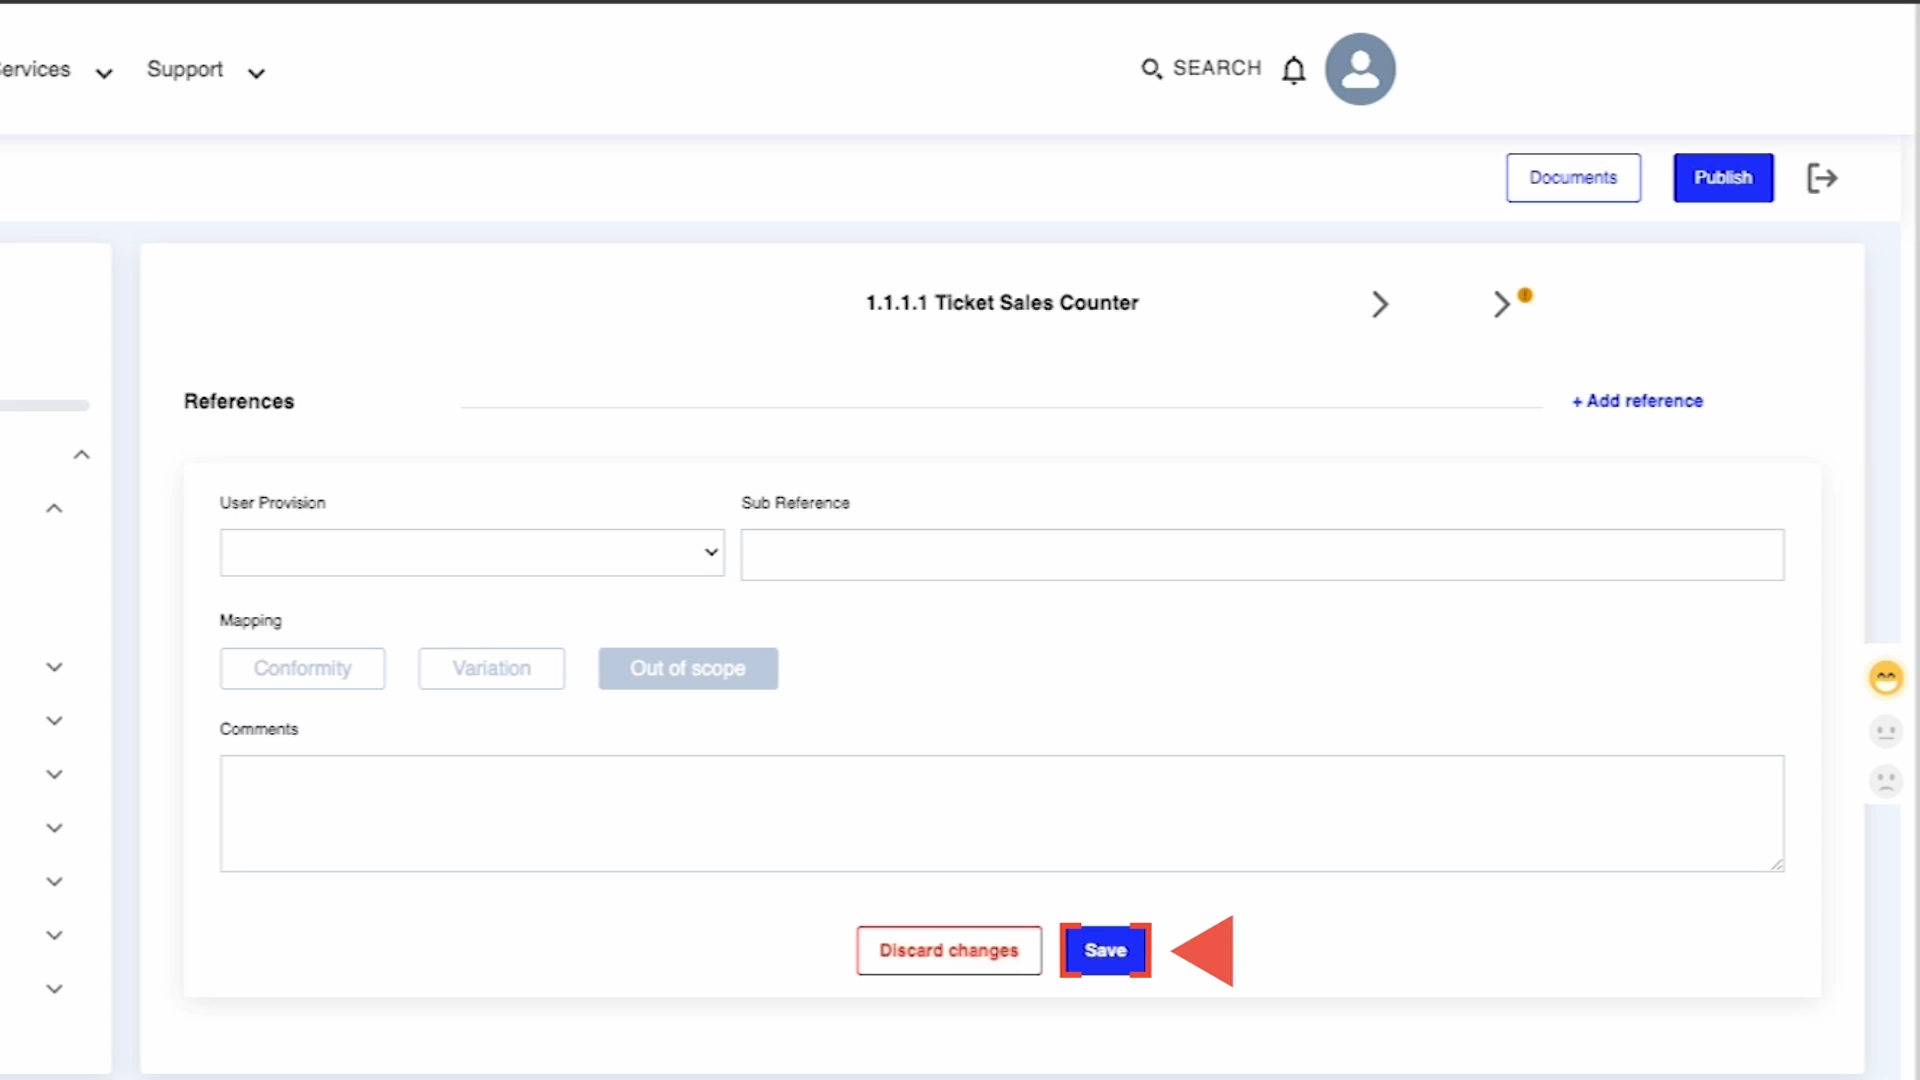 Support
SEARCH
Documents
Publish
1.1.1.1 Ticket Sales Counter
References
+ Add reference
User Provision
Sub Reference
Mapping
Conformity
Variation
Out of scope
Comments
Discard changes
Save